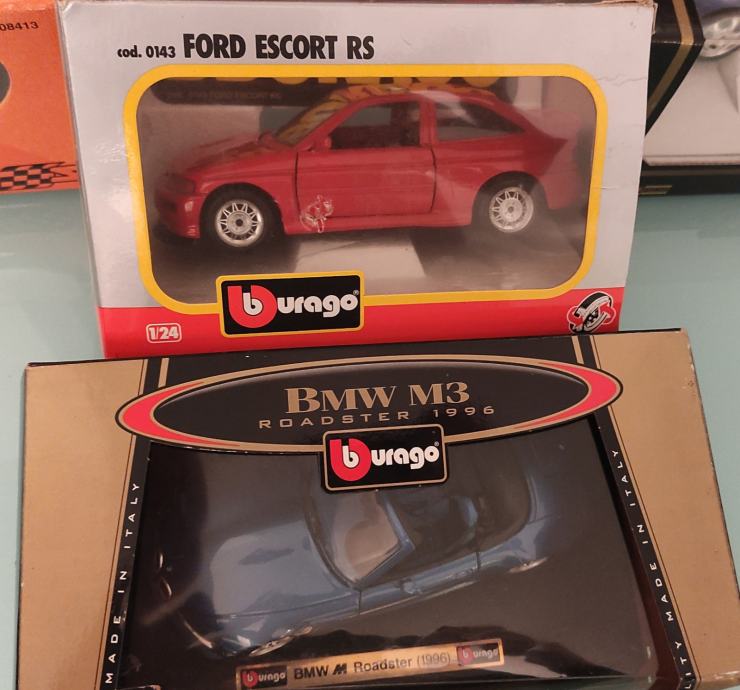 08413
cod. 0143 FORD ESCORT RS
burago®
1/24
BMW M3
ROADSTER 1996
burago®
MADE IN ITALY
MADE IN ITALY
burago BMW M Roadster (1996) burago